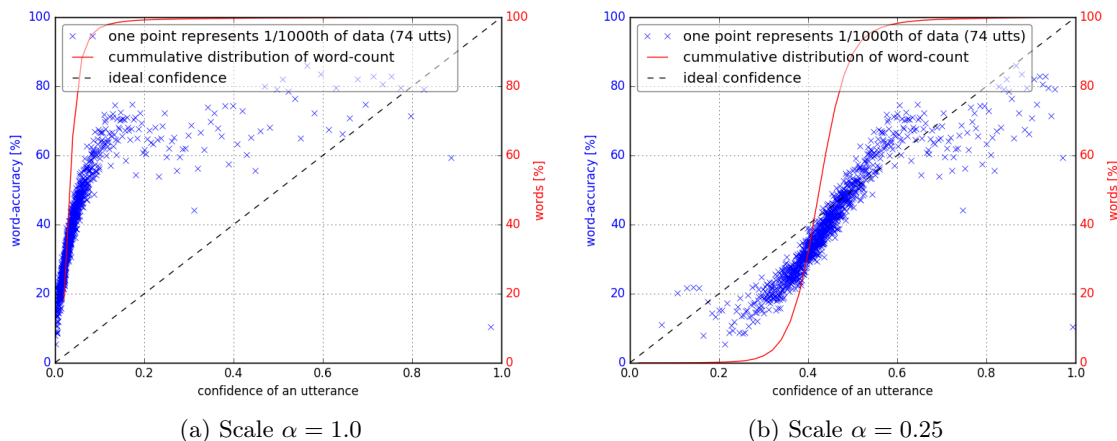 one point represents 1/1000th of data (74 utts)
cummulative distribution of word-count
ideal confidence
word-accuracy [%]
words [%]
0
20
40
60
80
100
0
20
40
60
80
100
0.0 0.2 0.4 0.6 0.8 1.0
confidence of an utterance
(a) Scale α = 1.0
one point represents 1/1000th of data (74 utts)
cummulative distribution of word-count
ideal confidence
word-accuracy [%]
words [%]
0
20
40
60
80
100
0
20
40
60
80
100
0.0 0.2 0.4 0.6 0.8 1.0
confidence of an utterance
(b) Scale α = 0.25